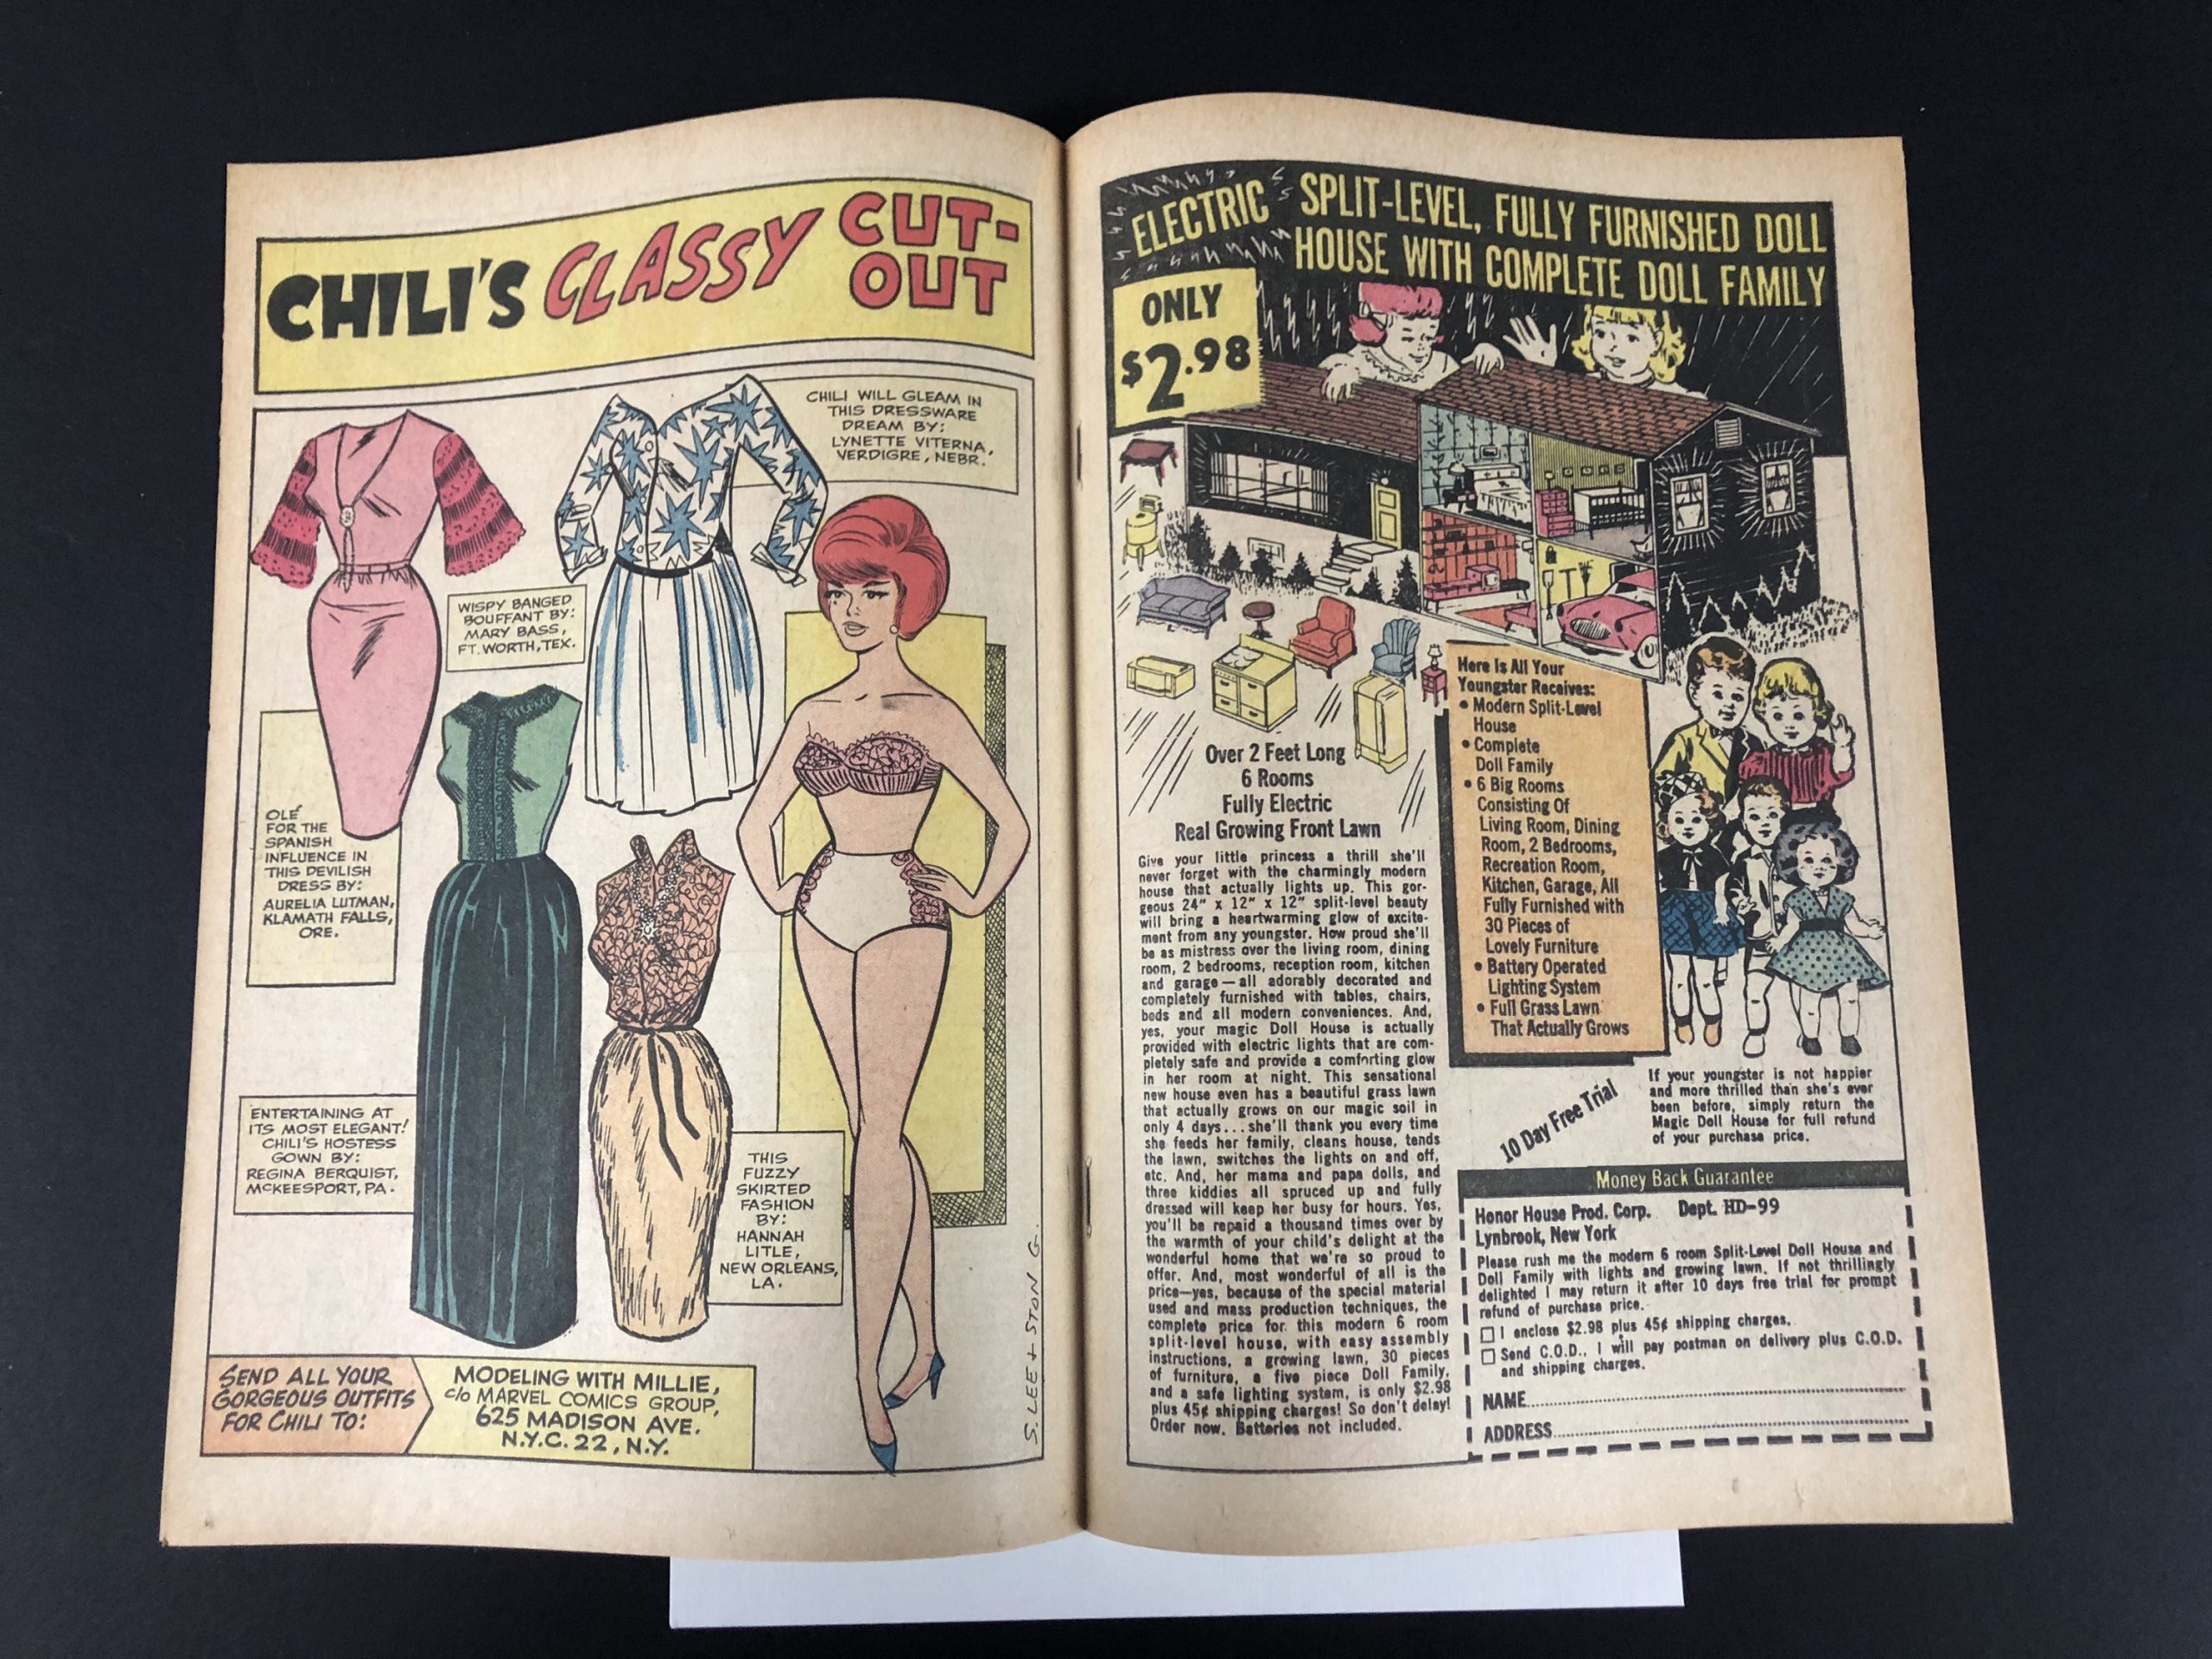 CHILI'S CLASSY CUT-
OUT
CHILI WILL GLEAM IN
THIS DRESSWARE
DREAM BY:
LYNETTE VITERNA,
VERDIGRE, NEBR.
WISPY BANGED
BOUFFANT BY:
MARY BASS,
FT. WORTH, TEX.
OLÉ
FOR THE
SPANISH
INFLUENCE IN
THIS DEVILISH
DRESS BY:
AURELIA LUTMAN,
KLAMATH FALLS,
ORE.
ENTERTAINING AT
ITS MOST ELEGANT!
CHILI'S HOSTESS
GOWN BY:
REGINA BERQUIST,
McKEESPORT, PA.
THIS
FUZZY
SKIRTED
FASHION
BY:
HANNAH
LITLE,
NEW ORLEANS,
LA.
S. LEE + STON G.
SEND ALL YOUR
GORGEOUS OUTFITS
FOR CHILI TO:
MODELING WITH MILLIE,
c/o MARVEL COMICS GROUP,
625 MADISON AVE.
N.Y.C. 22, N.Y.
ELECTRIC SPLIT-LEVEL, FULLY FURNISHED DOLL
HOUSE WITH COMPLETE DOLL FAMILY
ONLY
$2.98
Over 2 Feet Long
6 Rooms
Fully Electric
Real Growing Front Lawn
Give your little princess a thrill she'll
never forget with the charmingly modern
house that actually lights up. This gor-
geous 24" x 12" x 12" split-level beauty
will bring a heartwarming glow of excite-
ment from any youngster. How proud she'll
be as mistress over the living room, dining
room, 2 bedrooms, reception room, kitchen
and garage—all adorably decorated and
completely furnished with tables, chairs,
beds and all modern conveniences. And,
yes, your magic Doll House is actually
provided with electric lights that are com-
pletely safe and provide a comforting glow
in her room at night. This sensational
new house even has a beautiful grass lawn
that actually grows on our magic soil in
only 4 days...she'll thank you every time
she feeds her family, cleans house, tends
the lawn, switches the lights on and off,
etc. And, her mama and papa dolls, and
three kiddies all spruced up and fully
dressed will keep her busy for hours. Yes,
you'll be repaid a thousand times over by
the warmth of your child's delight at the
wonderful home that we're so proud to
offer. And, most wonderful of all is the
price—yes, because of the special material
used and mass production techniques, the
complete price for this modern 6 room
split-level house, with easy assembly
instructions, a growing lawn, 30 pieces
of furniture, a five piece Doll Family,
and a safe lighting system, is only $2.98
plus 45¢ shipping charges! So don't delay!
Order now. Batteries not included.
Here Is All Your
Youngster Receives:
• Modern Split-Level
House
• Complete
Doll Family
• 6 Big Rooms
Consisting Of
Living Room, Dining
Room, 2 Bedrooms,
Recreation Room,
Kitchen, Garage, All
Fully Furnished with
30 Pieces of
Lovely Furniture
• Battery Operated
Lighting System
• Full Grass Lawn
That Actually Grows
10 Day Free Trial
If your youngster is not happier
and more thrilled than she's ever
been before, simply return the
Magic Doll House for full refund
of your purchase price.
Money Back Guarantee
Honor House Prod. Corp. Dept. HD-99
Lynbrook, New York
Please rush me the modern 6 room Split-Level Doll House and
Doll Family with lights and growing lawn. If not thrillingly
delighted I may return it after 10 days free trial for prompt
refund of purchase price.
I enclose $2.98 plus 45¢ shipping charges.
Send C.O.D.. I will pay postman on delivery plus C.O.D.
and shipping charges.
NAME
ADDRESS